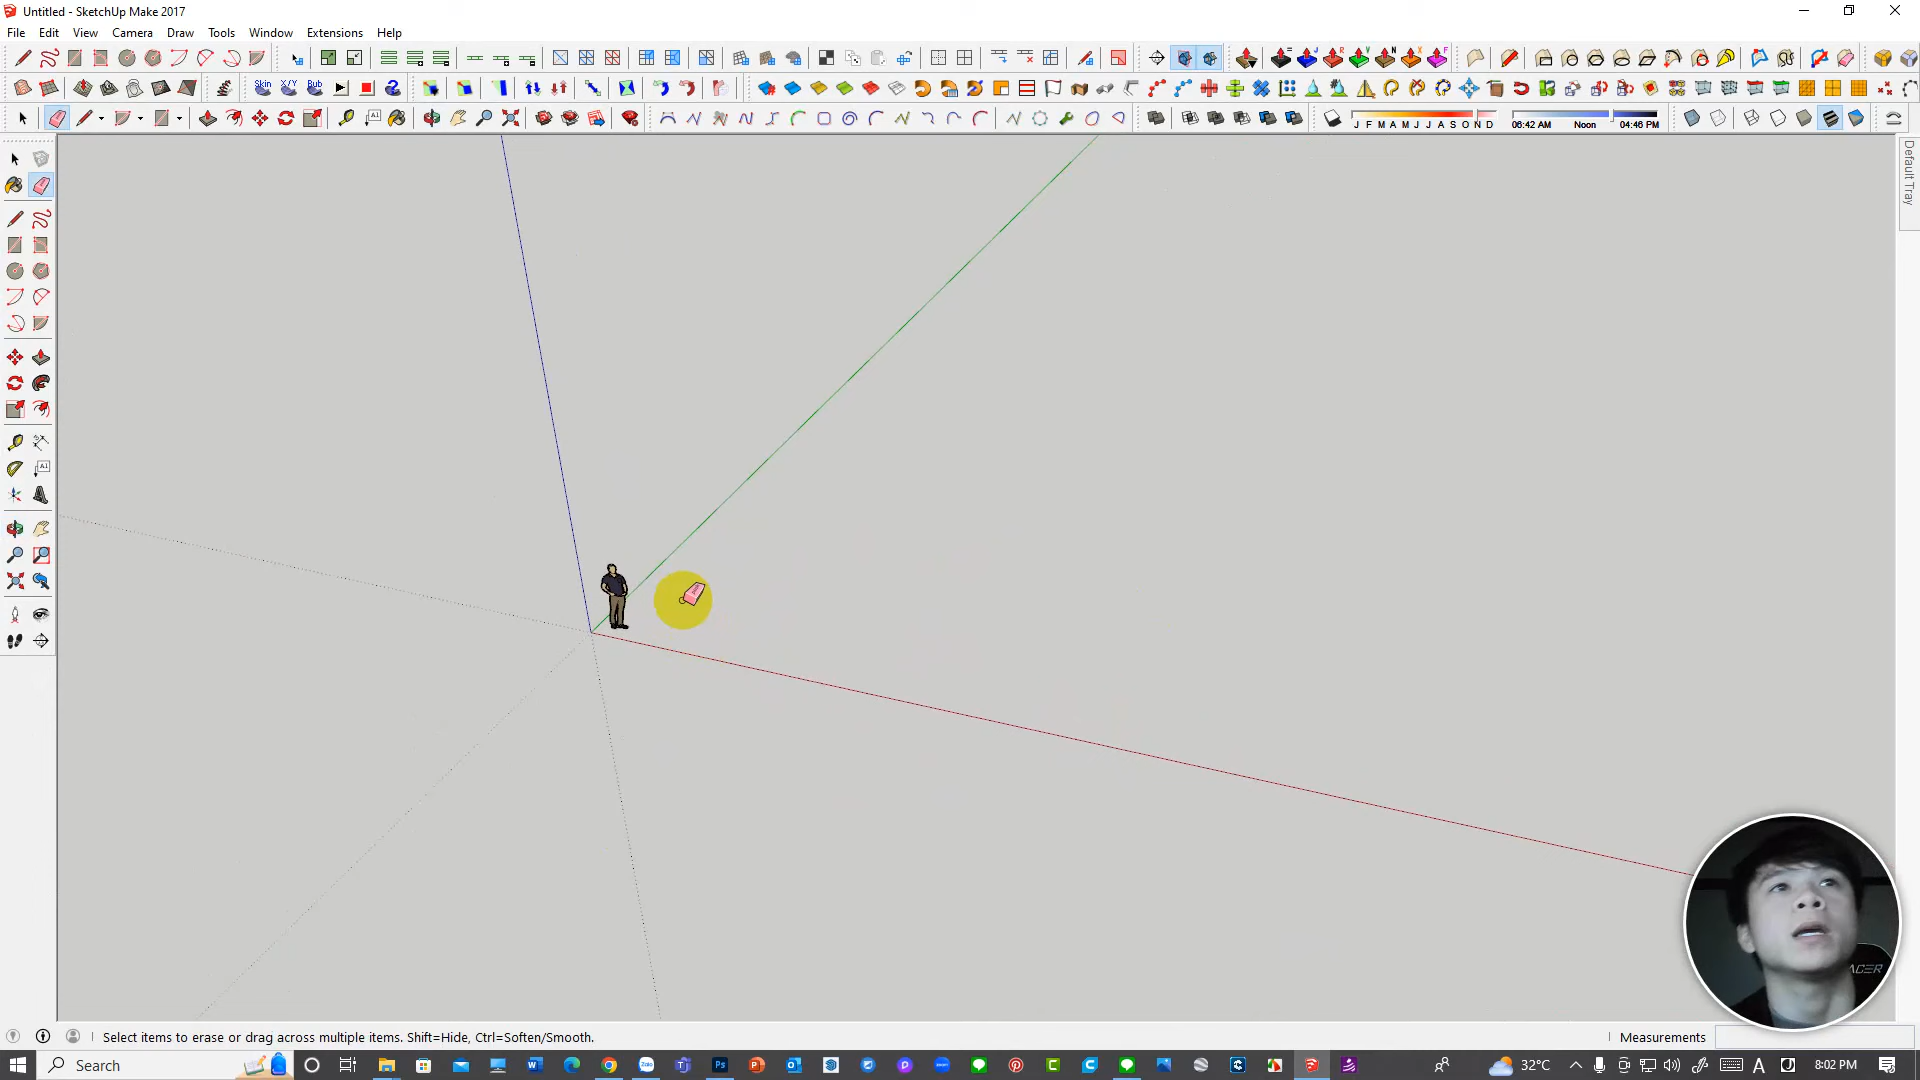 Untitled - SketchUp Make 2017
File Edit View Camera Draw Tools Window Extensions Help
Skin X/Y Bub
J F M A M J J A S O N D 06:42 AM Noon 04:46 PM
Default Tray
Select items to erase or drag across multiple items. Shift=Hide, Ctrl=Soften/Smooth.
Measurements
Search
32°C
8:02 PM